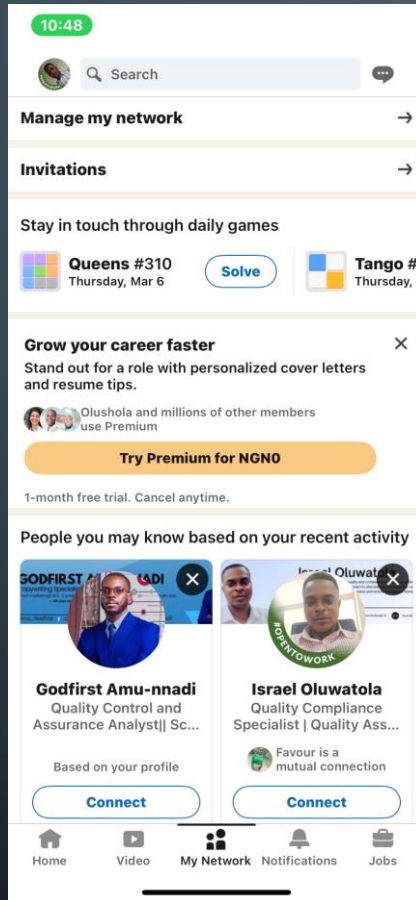 10:48
Search
Manage my network
Invitations
Stay in touch through daily games
Queens #310
Thursday, Mar 6
Solve
Tango #
Thursday,
Grow your career faster
Stand out for a role with personalized cover letters
and resume tips.
Olushola and millions of other members
use Premium
Try Premium for NGN0
1-month free trial. Cancel anytime.
People you may know based on your recent activity
GODFIRST
Godfirst Amu-nnadi
Quality Control and
Assurance Analyst|| Sc...
Based on your profile
Connect
#OPENTOWORK
Israel Oluwatola
Quality Compliance
Specialist | Quality Ass...
Favour is a
mutual connection
Connect
Home
Video
My Network
Notifications
Jobs